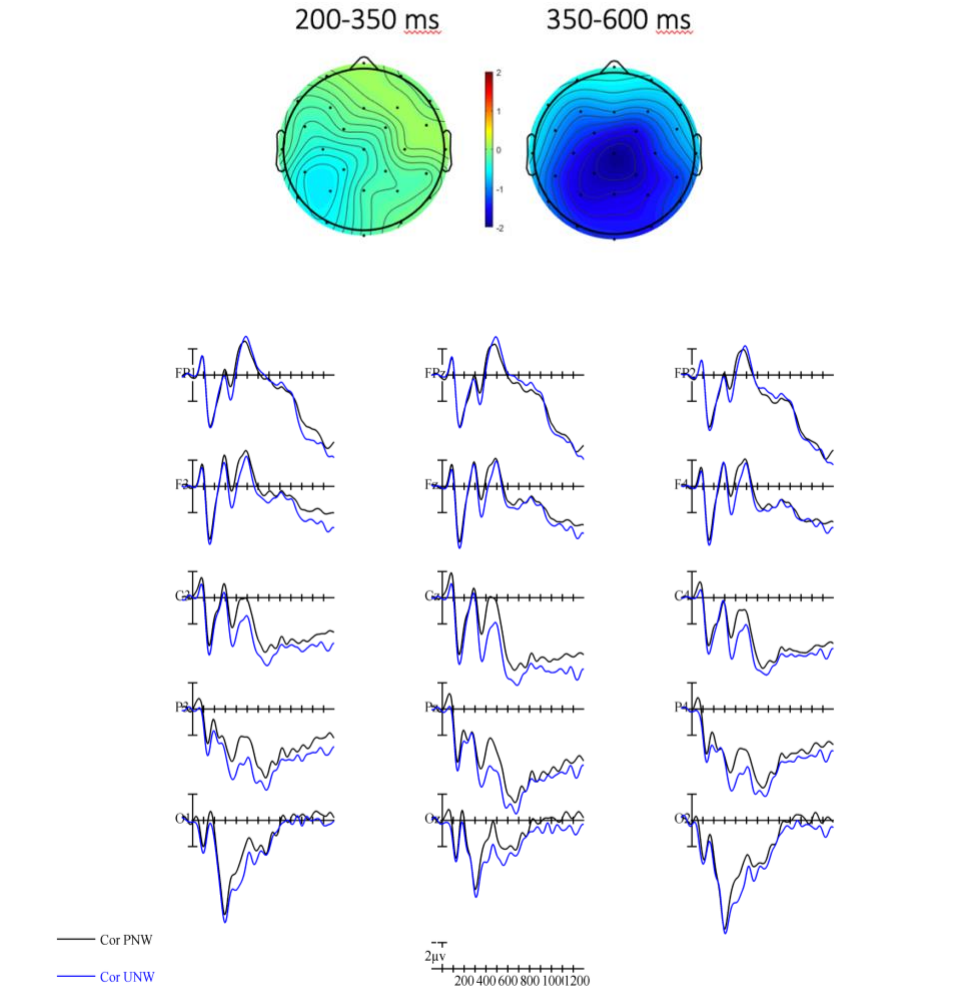 200-350 ms 350-600 ms
2
1
0
-1
-2
FP1 FPz FP2
F3 Fz F4
C3 Cz C4
P3 Pz P4
O1 Oz O2
Cor PNW
2µv
Cor UNW
200 400 600 800 1000 1200